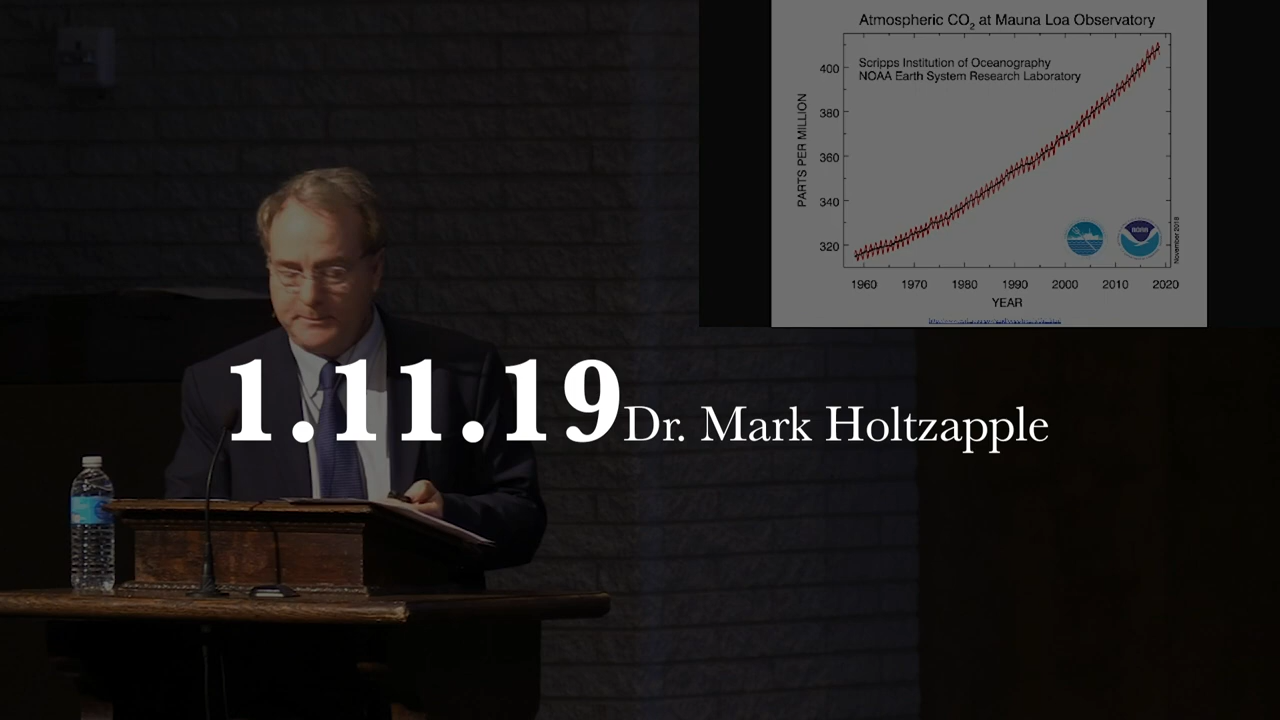 Atmospheric CO₂ at Mauna Loa Observatory
Scripps Institution of Oceanography
NOAA Earth System Research Laboratory
PARTS PER MILLION
400
380
360
340
320
NOAA
November 2018
1960 1970 1980 1990 2000 2010 2020
YEAR
1.11.19 Dr. Mark Holtzapple